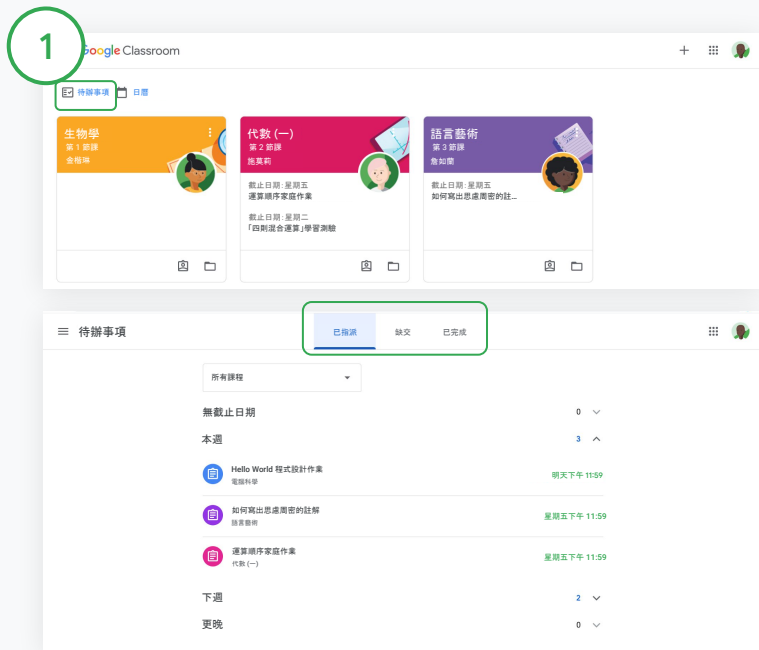 1
Google Classroom
待辦事項 日曆
生物學
第 1 節課
金楷琳
代數 (一)
第 2 節課
施莫莉
截止日期：星期五
運算順序家庭作業
截止日期：星期二
「四則混合運算」學習測驗
語言藝術
第 3 節課
詹如蘭
截止日期：星期五
如何寫出思慮周密的註...
待辦事項
已指派 缺交 已完成
所有課程
無截止日期 0
本週 3
Hello World 程式設計作業
電腦科學
明天下午 11:59
如何寫出思慮周密的註解
語言藝術
星期五下午 11:59
運算順序家庭作業
代數 (一)
星期五下午 11:59
下週 2
更晚 0